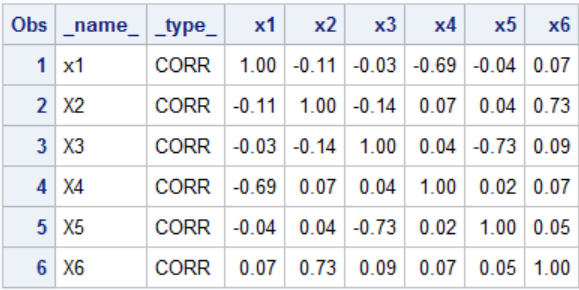 Obs _name_ _type_ x1 x2 x3 x4 x5 x6
1 x1 CORR 1.00 -0.11 -0.03 -0.69 -0.04 0.07
2 X2 CORR -0.11 1.00 -0.14 0.07 0.04 0.73
3 X3 CORR -0.03 -0.14 1.00 0.04 -0.73 0.09
4 X4 CORR -0.69 0.07 0.04 1.00 0.02 0.07
5 X5 CORR -0.04 0.04 -0.73 0.02 1.00 0.05
6 X6 CORR 0.07 0.73 0.09 0.07 0.05 1.00